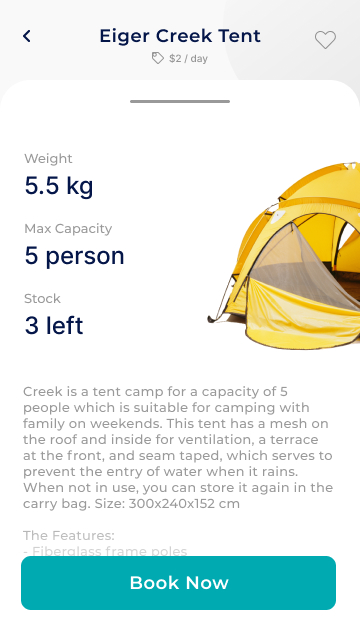 Eiger Creek Tent
$2 / day
Weight
5.5 kg
Max Capacity
5 person
Stock
3 left
Creek is a tent camp for a capacity of 5
people which is suitable for camping with
family on weekends. This tent has a mesh on
the roof and inside for ventilation, a terrace
at the front, and seam taped, which serves to
prevent the entry of water when it rains.
When not in use, you can store it again in the
carry bag. Size: 300x240x152 cm
The Features:
- Fiberglass frame poles
Book Now